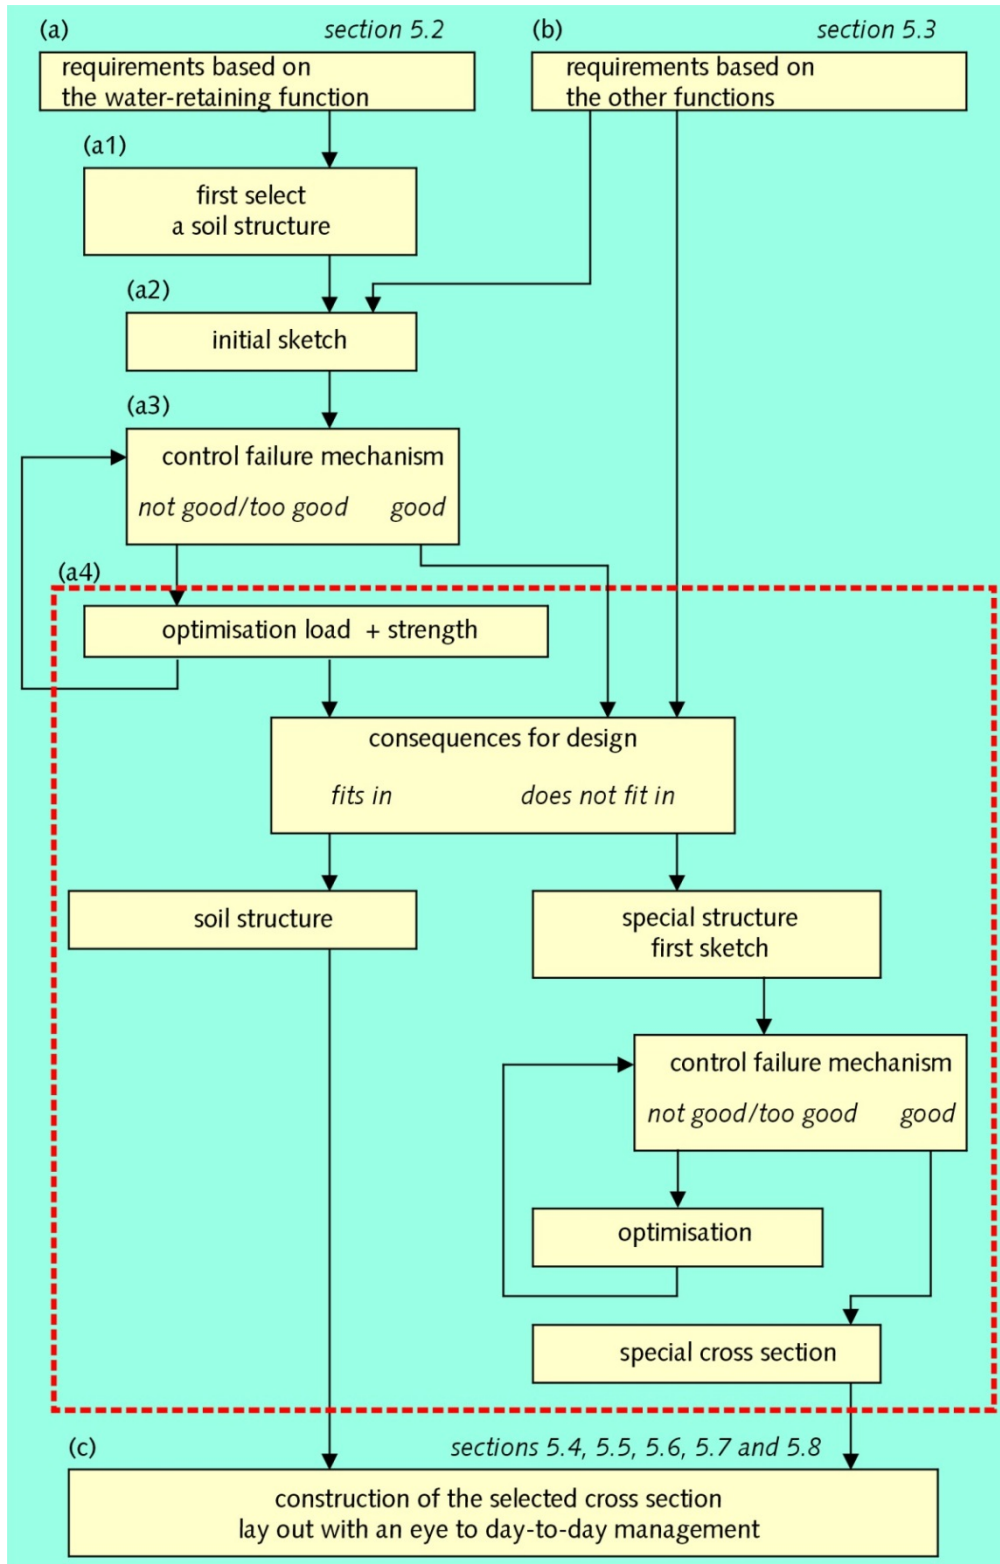 (a)
section 5.2
requirements based on
the water-retaining function
(b)
section 5.3
requirements based on
the other functions
(a1)
first select
a soil structure
(a2)
initial sketch
(a3)
control failure mechanism
not good/too good good
(a4)
optimisation load + strength
consequences for design
fits in
does not fit in
soil structure
special structure
first sketch
control failure mechanism
not good/too good good
optimisation
special cross section
(c)
sections 5.4, 5.5, 5.6, 5.7 and 5.8
construction of the selected cross section
lay out with an eye to day-to-day management